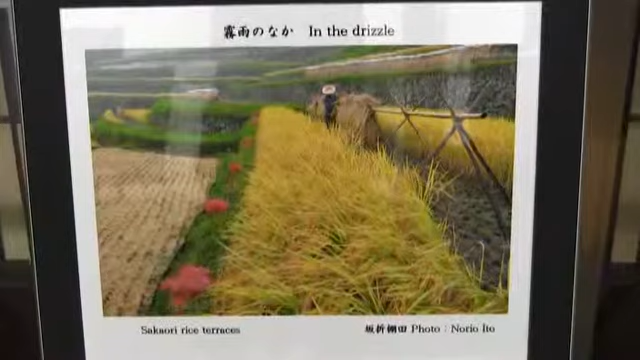 霧雨のなか In the drizzle
Sakaori rice terraces
坂折棚田 Photo : Norio Ito